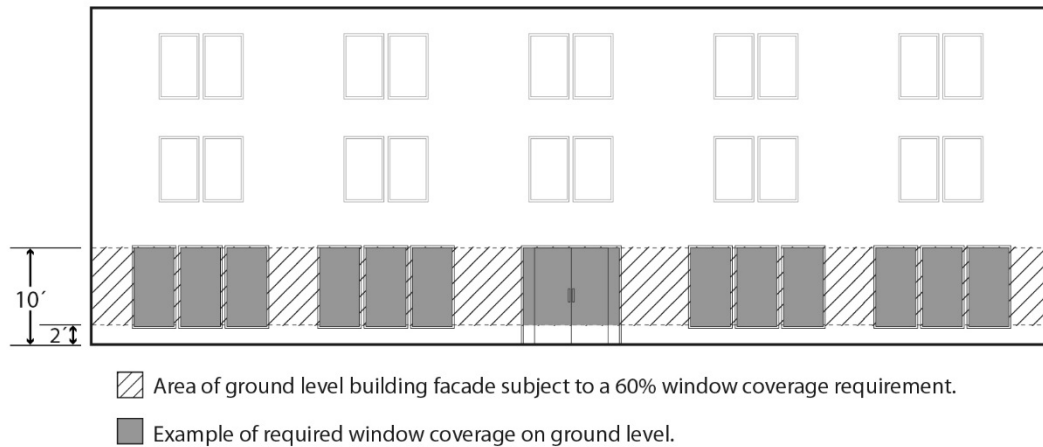 10´
2´
Area of ground level building facade subject to a 60% window coverage requirement.
Example of required window coverage on ground level.